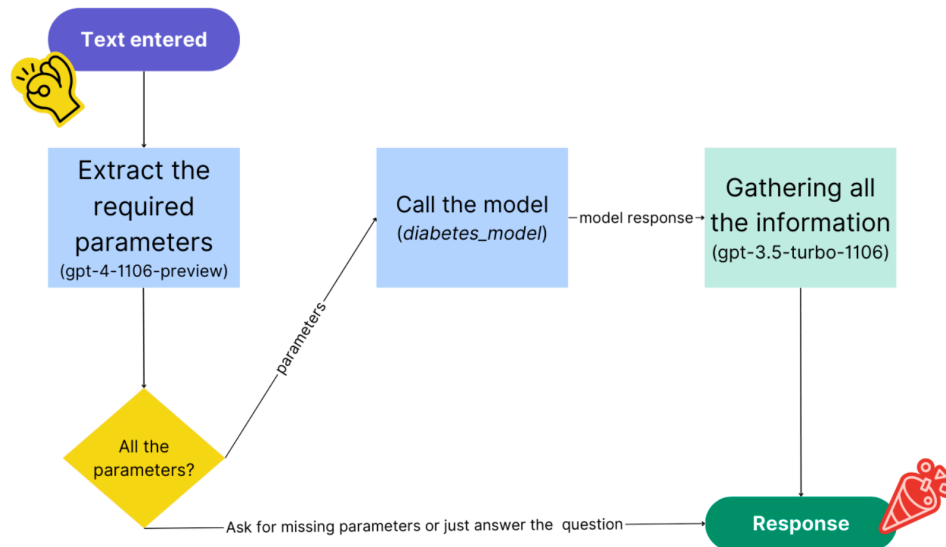 Text entered
Extract the
required
parameters
(gpt-4-1106-preview)
Call the model
(diabetes_model)
model response
Gathering all
the information
(gpt-3.5-turbo-1106)
parameters
All the
parameters?
Ask for missing parameters or just answer the question
Response